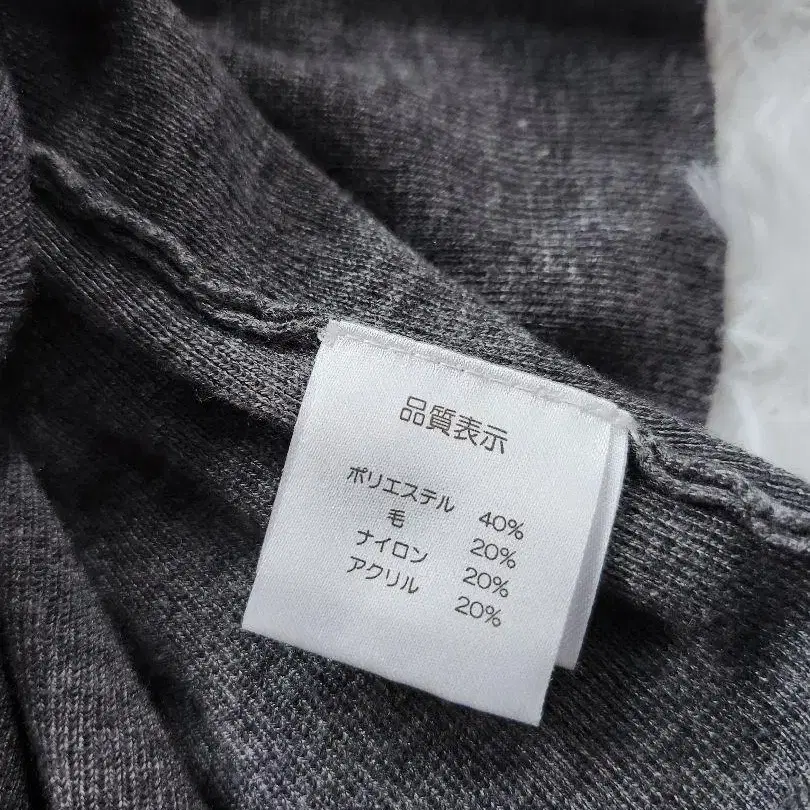 品質表示
ポリエステル 40%
毛 20%
ナイロン 20%
アクリル 20%